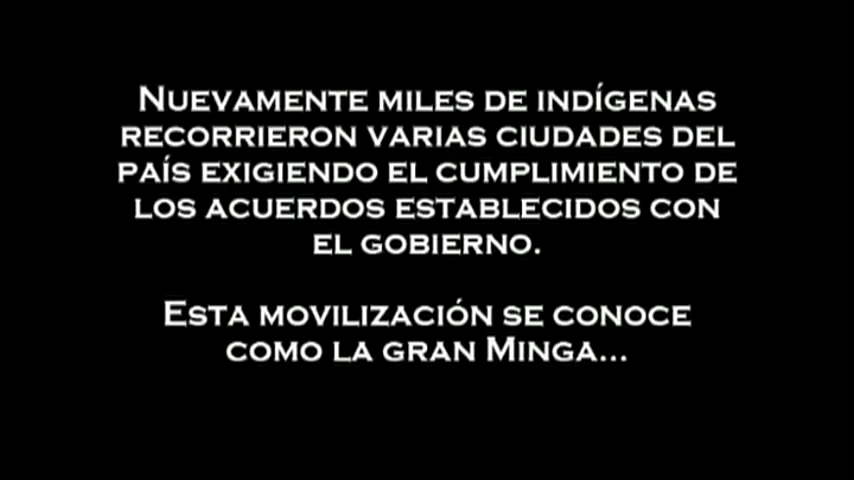 Nuevamente miles de indígenas
recorrieron varias ciudades del
país exigiendo el cumplimiento de
los acuerdos establecidos con
el gobierno.
Esta movilización se conoce
como la gran Minga...